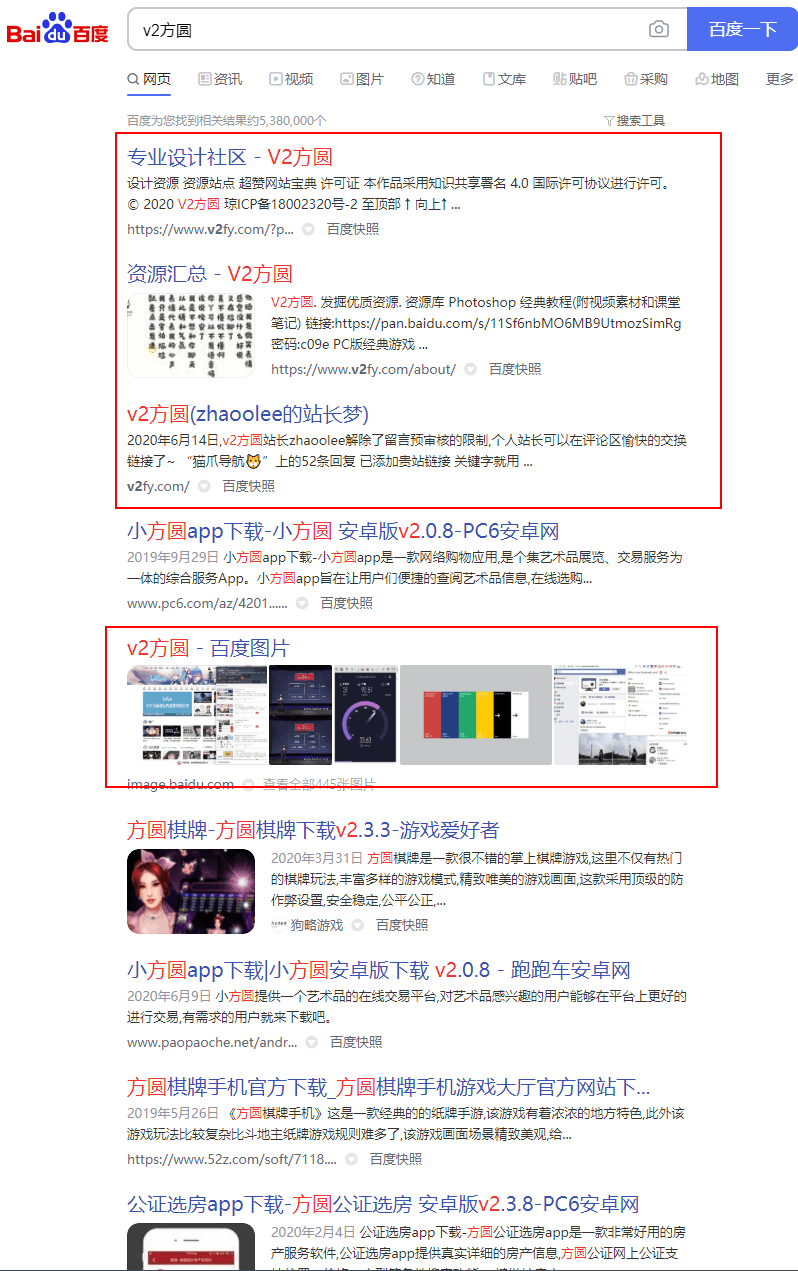 Bai du 百度
v2方圆
百度一下
网页 资讯 视频 图片 知道 文库 贴吧 采购 地图 更多
百度为您找到相关结果约5,380,000个
搜索工具
专业设计社区 - V2方圆
设计资源 资源站点 超赞网站宝典 许可证 本作品采用知识共享署名 4.0 国际许可协议进行许可。
© 2020 V2方圆 琼ICP备18002320号-2 至顶部↑向上↑...
https://www.v2fy.com/?p... 百度快照
资源汇总 - V2方圆
V2方圆. 发掘优质资源. 资源库 Photoshop 经典教程(附视频素材和课堂
笔记) 链接:https://pan.baidu.com/s/11Sf6nbMO6MB9UtmozSimRg
密码:c09e PC版经典游戏 ...
https://www.v2fy.com/about/ 百度快照
v2方圆(zhaoolee的站长梦)
2020年6月14日,v2方圆站长zhaoolee解除了留言预审核的限制,个人站长可以在评论区愉快的交换
链接了~ “猫爪导航🐱”上的52条回复 已添加贵站链接 关键字就用 ...
v2fy.com/ 百度快照
小方圆app下载-小方圆 安卓版v2.0.8-PC6安卓网
2019年9月29日 小方圆app下载-小方圆app是一款网络购物应用,是个集艺术品展览、交易服务为
一体的综合服务App。小方圆app旨在让用户们便捷的查阅艺术品信息,在线选购...
www.pc6.com/az/4201...... 百度快照
v2方圆 - 百度图片
image.baidu.com 查看全部445张图片
方圆棋牌-方圆棋牌下载v2.3.3-游戏爱好者
2020年3月31日 方圆棋牌是一款很不错的掌上棋牌游戏,这里不仅有热门
的棋牌玩法,丰富多样的游戏模式,精致唯美的游戏画面,这款采用顶级的防
作弊设置,安全稳定,公平公正,...
狗略游戏 百度快照
小方圆app下载|小方圆安卓版下载 v2.0.8 - 跑跑车安卓网
2020年6月9日 小方圆提供一个艺术品的在线交易平台,对艺术品感兴趣的用户能够在平台上更好的
进行交易,有需求的用户就来下载吧。
www.paopaoche.net/andr... 百度快照
方圆棋牌手机官方下载_方圆棋牌手机游戏大厅官方网站下...
2019年5月26日 《方圆棋牌手机》这是一款经典的的纸牌手游,该游戏有着浓浓的地方特色,此外该
游戏玩法比较复杂比斗地主纸牌游戏规则难多了,该游戏画面场景精致美观,给...
https://www.52z.com/soft/7118.... 百度快照
公证选房app下载-方圆公证选房 安卓版v2.3.8-PC6安卓网
2020年2月4日 公证选房app下载-方圆公证选房app是一款非常好用的房
产服务软件,公证选房app提供真实详细的房产信息,方圆公证网上公证支